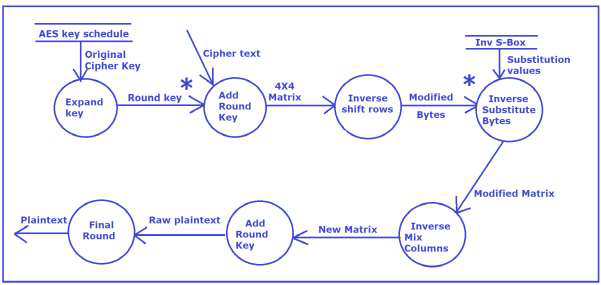 AES key schedule
Original
Cipher Key
Cipher text
Inv S-Box
Substitution
values
Expand
key
Round key
*
Add
Round
Key
4X4
Matrix
Inverse
shift rows
Modified
Bytes
*
Inverse
Substitute
Bytes
Modified Matrix
Plaintext
Final
Round
Raw plaintext
Add
Round
Key
New Matrix
Inverse
Mix
Columns